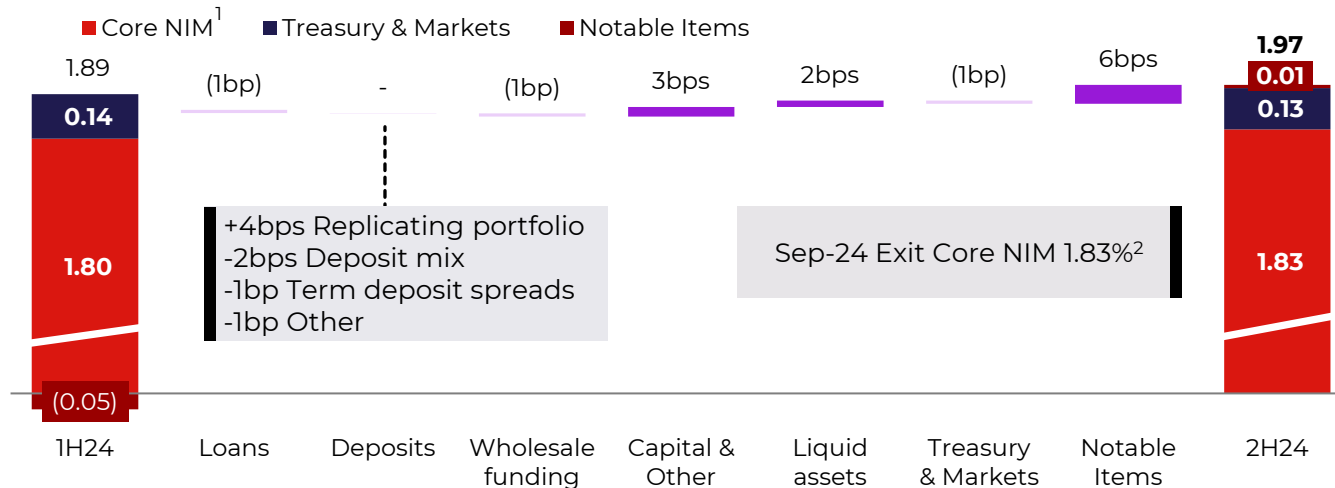 Core NIM1 Treasury & Markets Notable Items
1.89
(1bp)
-
(1bp)
3bps
2bps
(1bp)
6bps
1.97
0.01
0.14
0.13
1.80
1.83
(0.05)
+4bps Replicating portfolio
-2bps Deposit mix
-1bp Term deposit spreads
-1bp Other
Sep-24 Exit Core NIM 1.83%2
1H24
Loans
Deposits
Wholesale
funding
Capital &
Other
Liquid
assets
Treasury
& Markets
Notable
Items
2H24